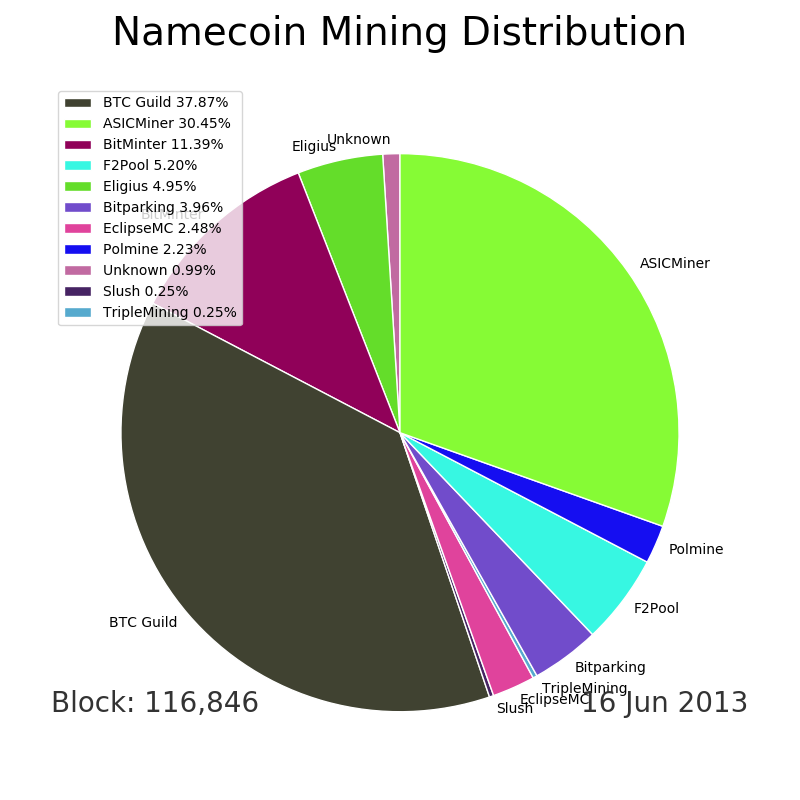 Namecoin Mining Distribution
BTC Guild 37.87%
ASICMiner 30.45%
BitMinter 11.39%
F2Pool 5.20%
Eligius 4.95%
Bitparking 3.96%
EclipseMC 2.48%
Polmine 2.23%
Unknown 0.99%
Slush 0.25%
TripleMining 0.25%
Unknown
Eligius
BitMinter
ASICMiner
Polmine
F2Pool
BTC Guild
Bitparking
TripleMining
EclipseMC
Slush
Block: 116,846
16 Jun 2013